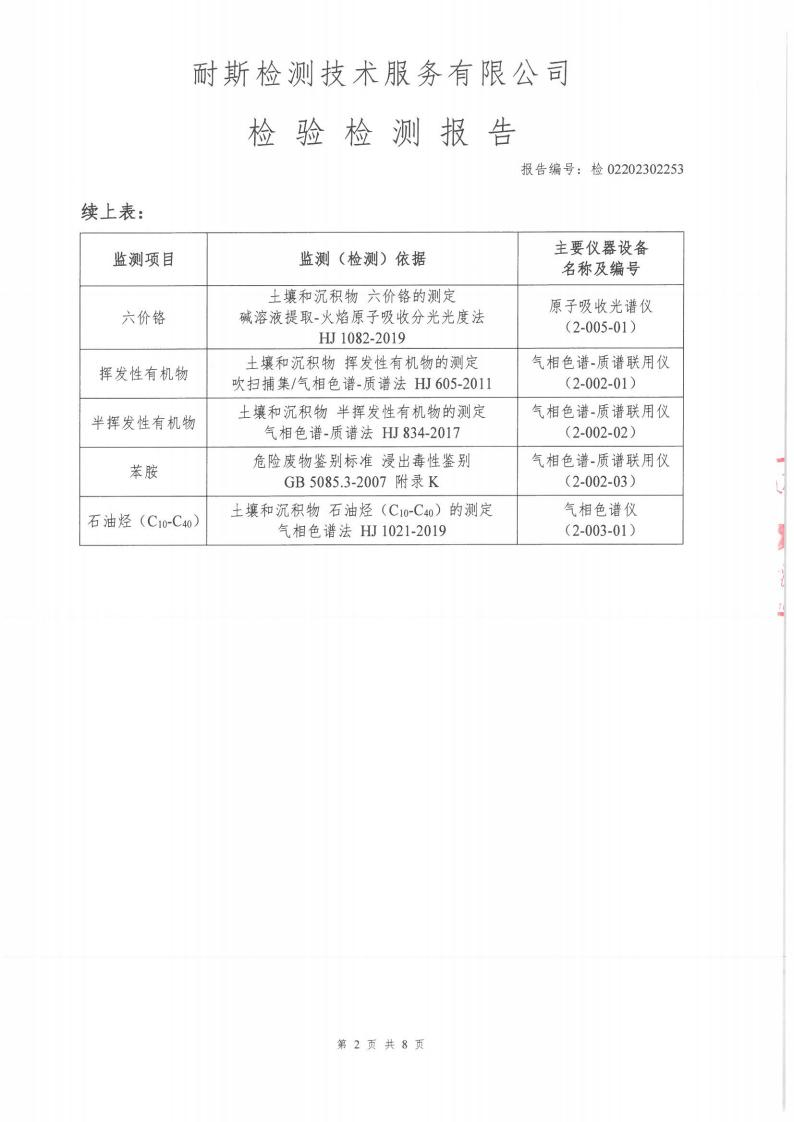 耐斯检测技术服务有限公司
检验检测报告
报告编号：检 02202302253
续上表：
监测项目
监测（检测）依据
主要仪器设备
名称及编号
六价铬
土壤和沉积物 六价铬的测定
碱溶液提取-火焰原子吸收分光光度法
HJ 1082-2019
原子吸收光谱仪
（2-005-01）
挥发性有机物
土壤和沉积物 挥发性有机物的测定
吹扫捕集/气相色谱-质谱法 HJ 605-2011
气相色谱-质谱联用仪
（2-002-01）
半挥发性有机物
土壤和沉积物 半挥发性有机物的测定
气相色谱-质谱法 HJ 834-2017
气相色谱-质谱联用仪
（2-002-02）
苯胺
危险废物鉴别标准 浸出毒性鉴别
GB 5085.3-2007 附录 K
气相色谱-质谱联用仪
（2-002-03）
石油烃（C10-C40）
土壤和沉积物 石油烃（C10-C40）的测定
气相色谱法 HJ 1021-2019
气相色谱仪
（2-003-01）
第 2 页 共 8 页